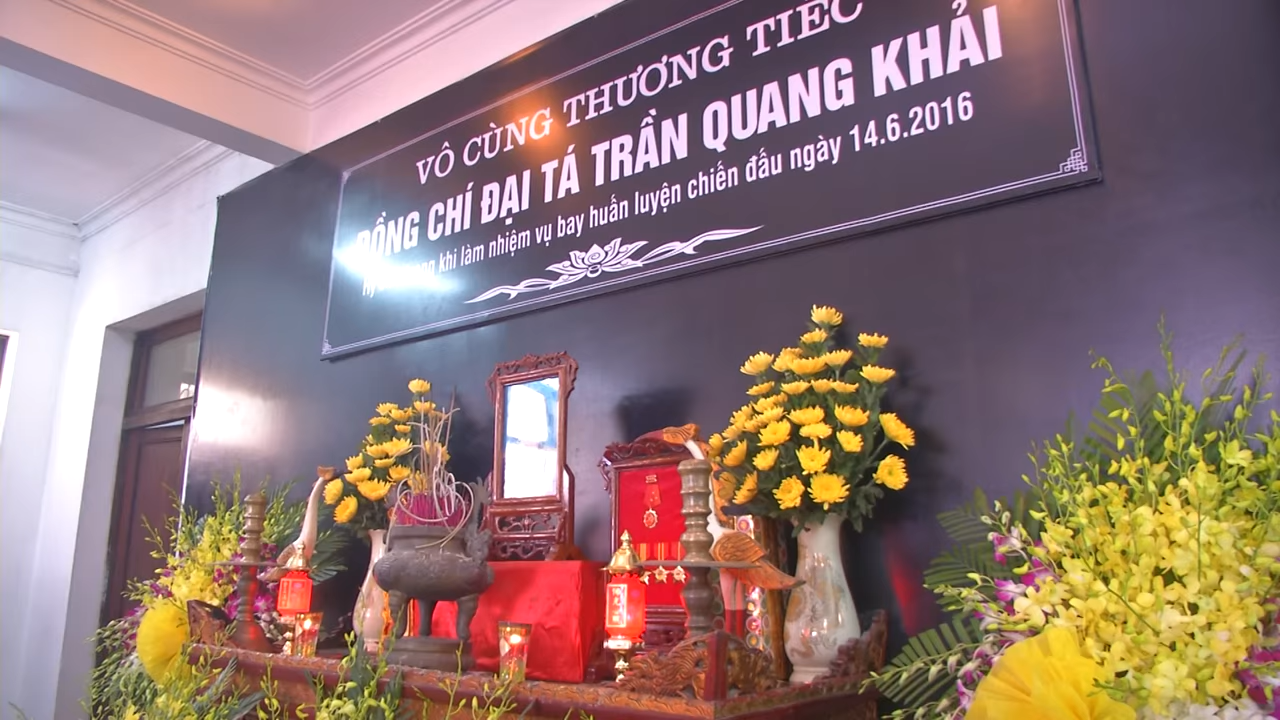 VÔ CÙNG THƯƠNG TIẾC
ĐỒNG CHÍ ĐẠI TÁ TRẦN QUANG KHẢI
khi làm nhiệm vụ bay huấn luyện chiến đấu ngày 14.6.2016